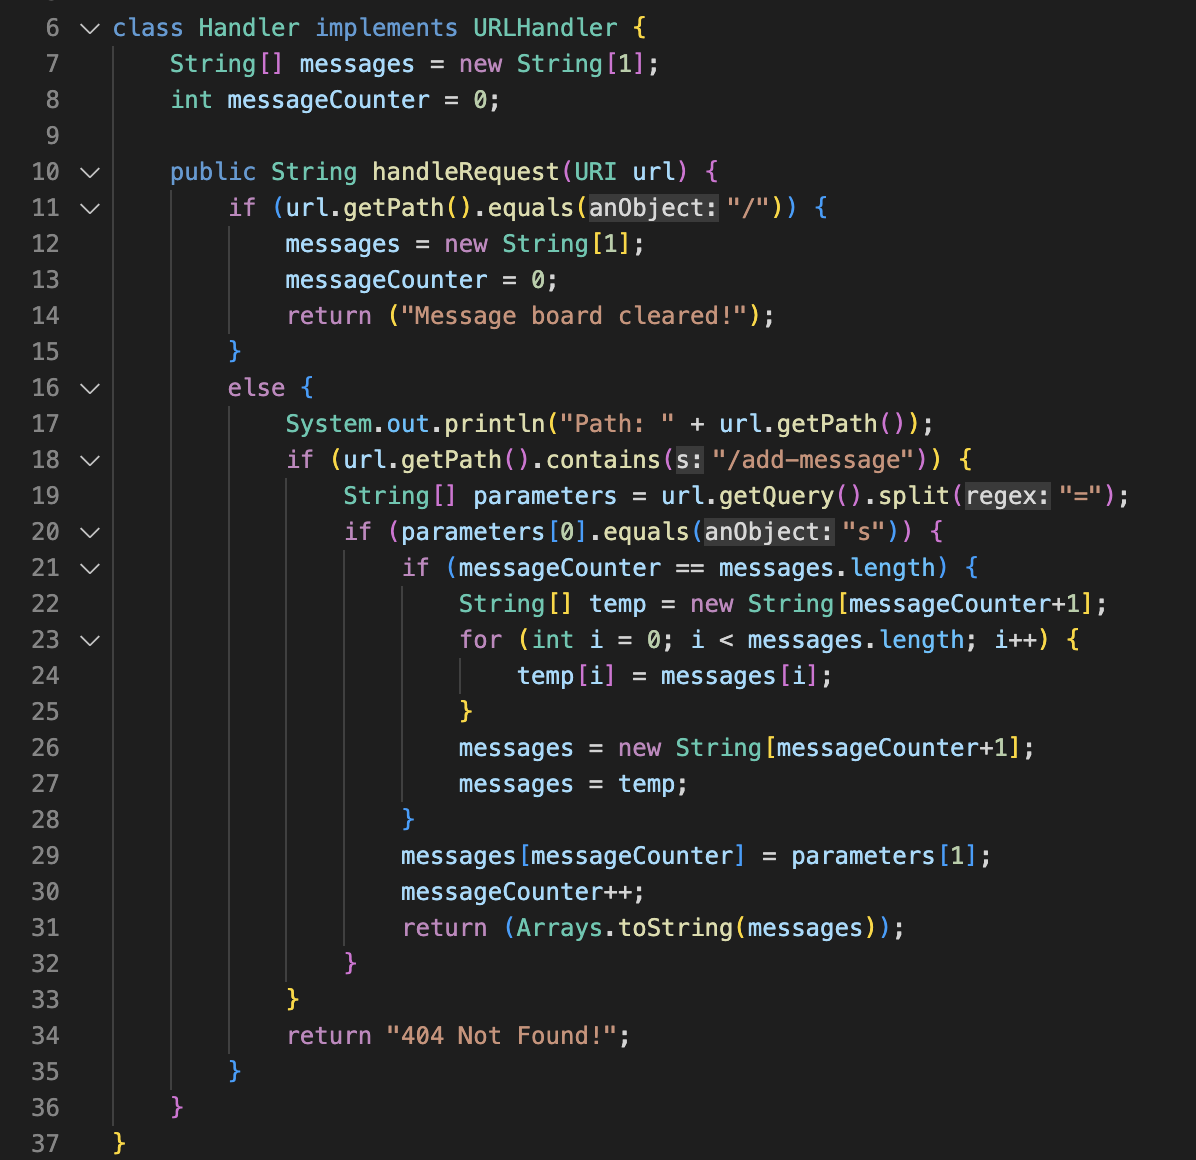 6 class Handler implements URLHandler {
7 String[] messages = new String[1];
8 int messageCounter = 0;
9
10 public String handleRequest(URI url) {
11 if (url.getPath().equals(anObject: "/")) {
12 messages = new String[1];
13 messageCounter = 0;
14 return ("Message board cleared!");
15 }
16 else {
17 System.out.println("Path: " + url.getPath());
18 if (url.getPath().contains(s: "/add-message")) {
19 String[] parameters = url.getQuery().split(regex: "=");
20 if (parameters[0].equals(anObject: "s")) {
21 if (messageCounter == messages.length) {
22 String[] temp = new String[messageCounter+1];
23 for (int i = 0; i < messages.length; i++) {
24 temp[i] = messages[i];
25 }
26 messages = new String[messageCounter+1];
27 messages = temp;
28 }
29 messages[messageCounter] = parameters[1];
30 messageCounter++;
31 return (Arrays.toString(messages));
32 }
33 }
34 return "404 Not Found!";
35 }
36 }
37 }